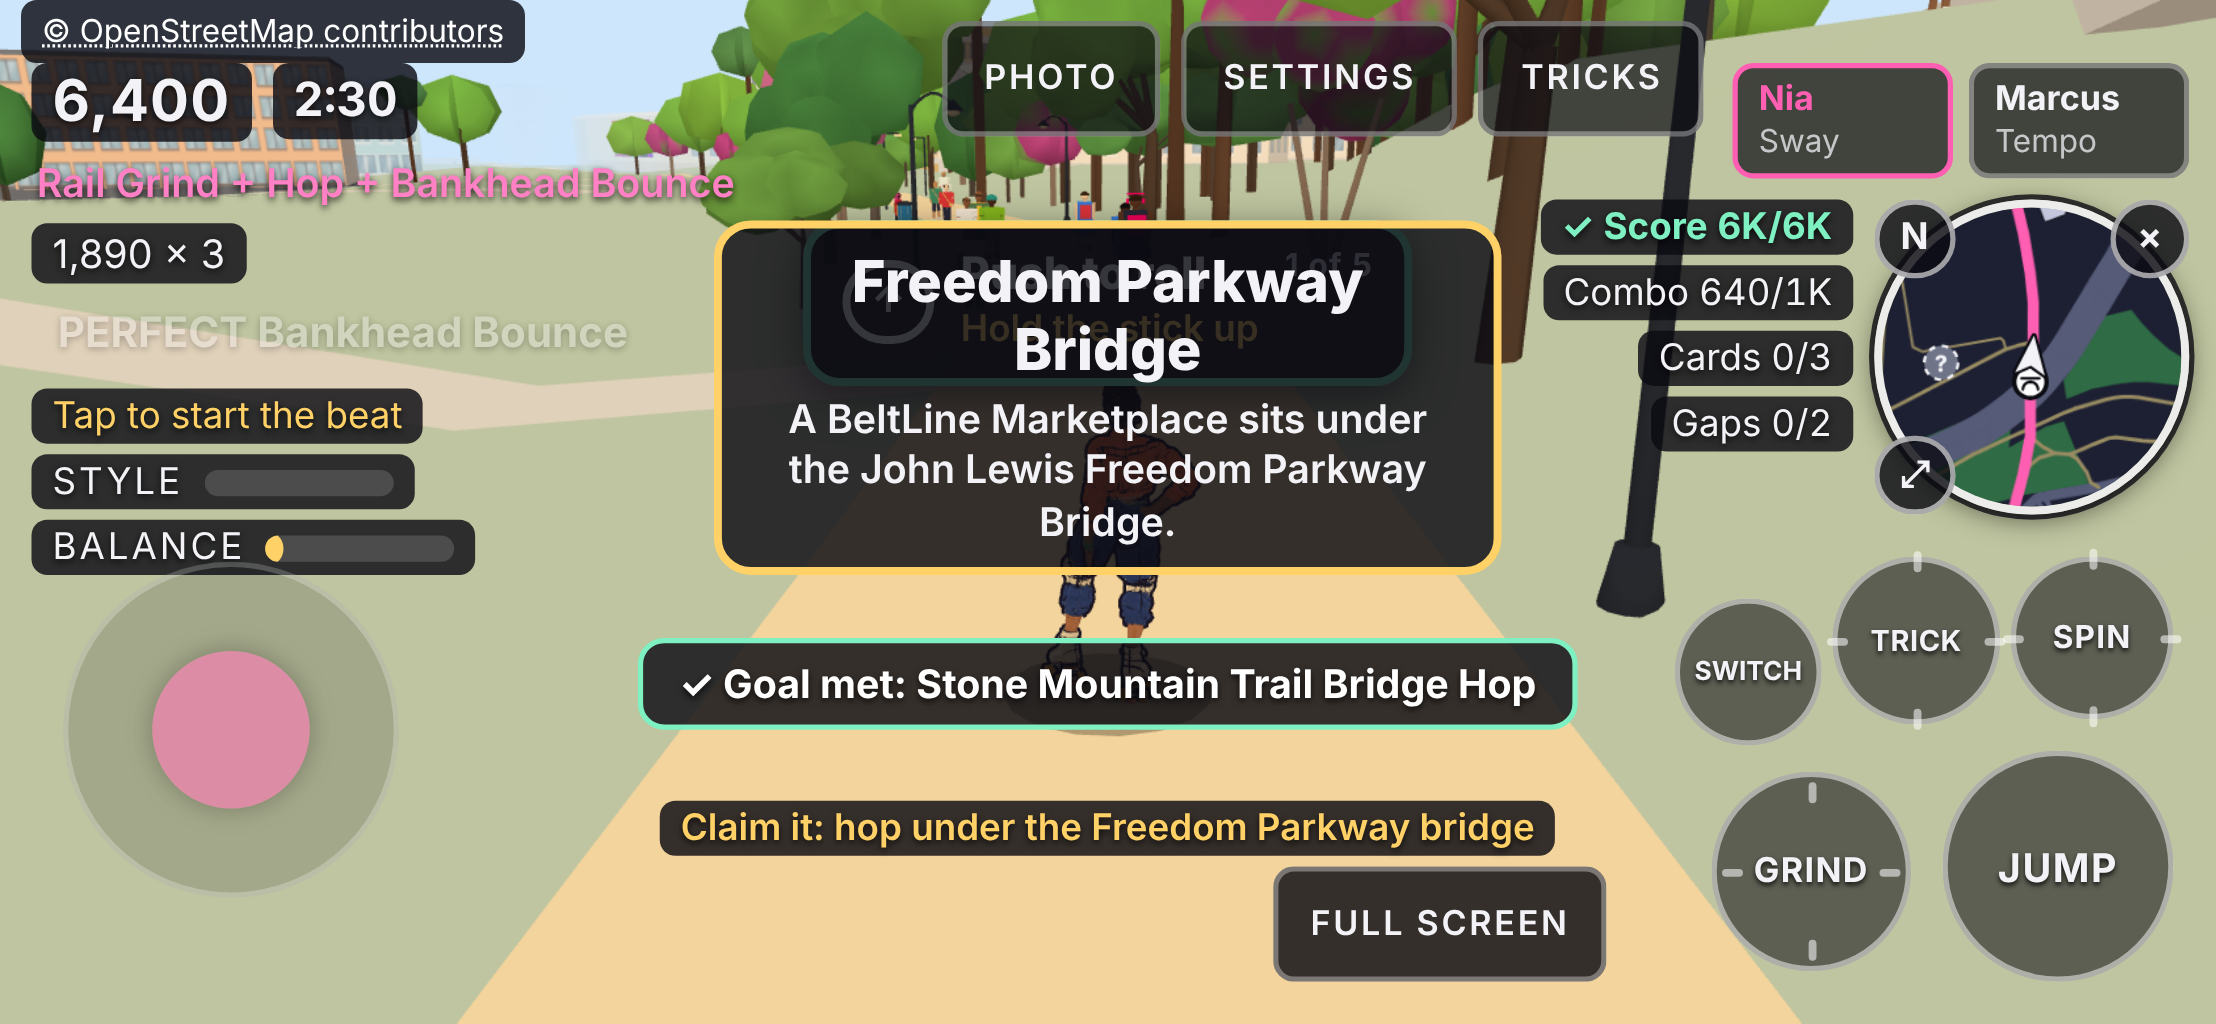 © OpenStreetMap contributors
6,400
2:30
PHOTO
SETTINGS
TRICKS
Nia
Sway
Marcus
Tempo
Rail Grind + Hop + Bankhead Bounce
1,890 × 3
PERFECT Bankhead Bounce
Tap to start the beat
STYLE
BALANCE
✓ Score 6K/6K
Combo 640/1K
Cards 0/3
Gaps 0/2
N
×
?
1 of 5
Hold the stick up
Freedom Parkway
Bridge
A BeltLine Marketplace sits under
the John Lewis Freedom Parkway
Bridge.
✓ Goal met: Stone Mountain Trail Bridge Hop
Claim it: hop under the Freedom Parkway bridge
FULL SCREEN
SWITCH
TRICK
SPIN
GRIND
JUMP